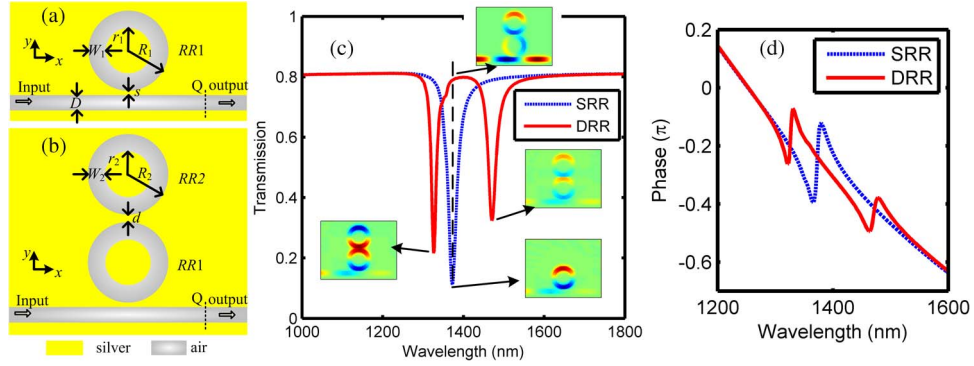 (a)
r1
W1
R1
RR1
y
x
s
Input
D
Q
output
(b)
r2
W2
R2
RR2
d
y
x
RR1
Input
Q
output
silver
air
(c)
Transmission
1
0.8
0.6
0.4
0.2
0
SRR
DRR
1000 1200 1400 1600 1800
Wavelength (nm)
(d)
Phase (π)
0.2
0
-0.2
-0.4
-0.6
SRR
DRR
1200 1400 1600
Wavelength (nm)